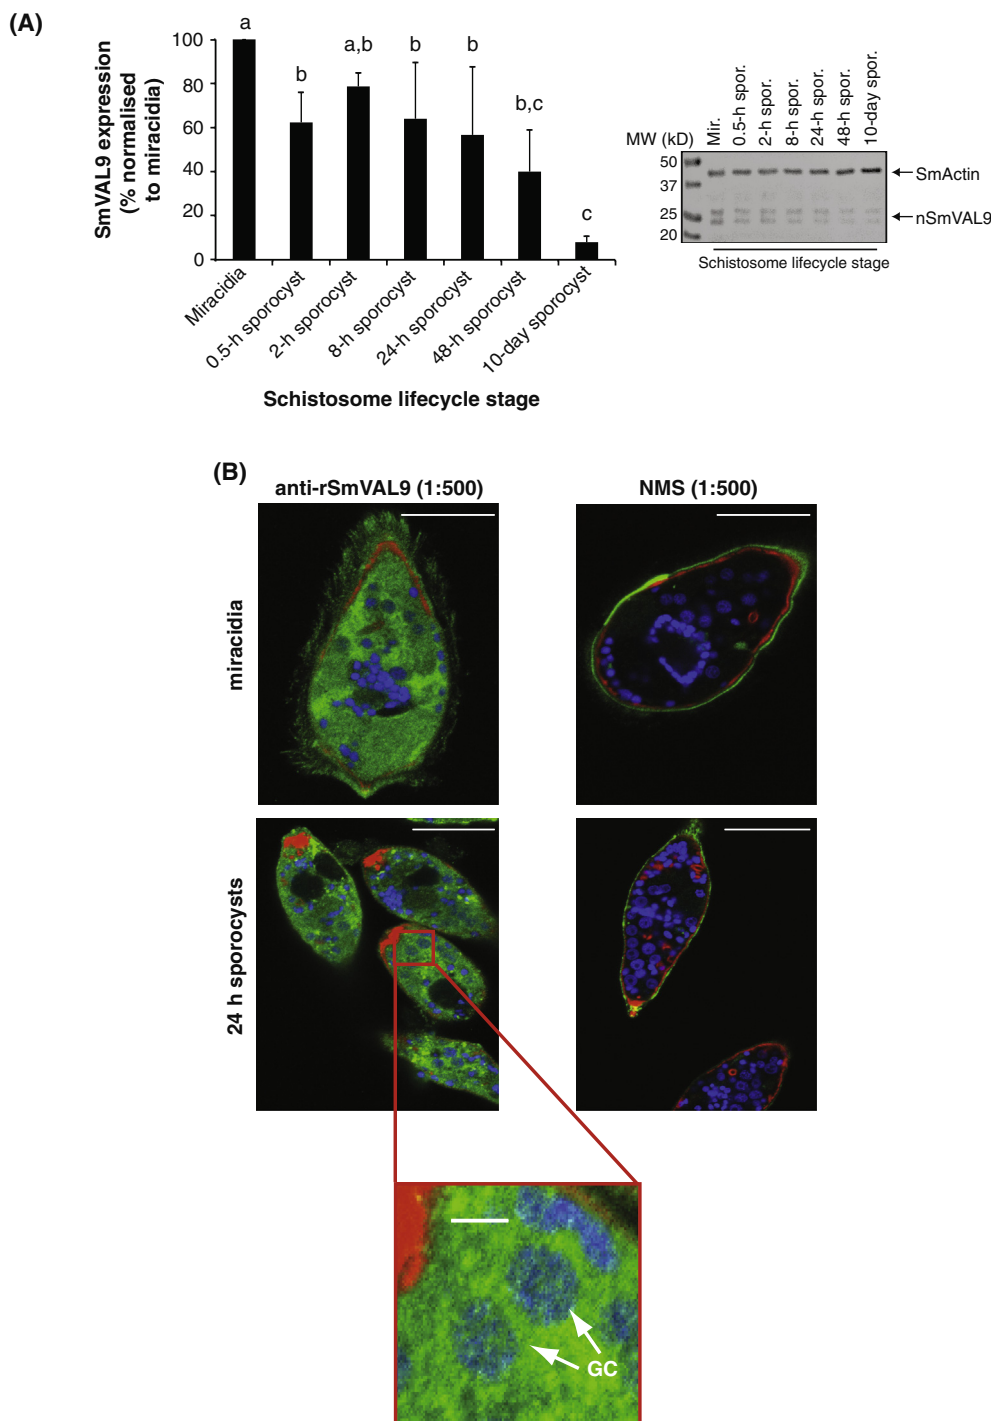 (A)
SmVAL9 expression
(% normalised
to miracidia)
100
80
60
40
20
0
a
b
a,b
b
b
b,c
c
Miracidia
0.5-h sporocyst
2-h sporocyst
8-h sporocyst
24-h sporocyst
48-h sporocyst
10-day sporocyst
Schistosome lifecycle stage
MW (kD)
Mir.
0.5-h spor.
2-h spor.
8-h spor.
24-h spor.
48-h spor.
10-day spor.
50
37
25
20
SmActin
nSmVAL9
Schistosome lifecycle stage
(B)
anti-rSmVAL9 (1:500)
NMS (1:500)
miracidia
24 h sporocysts
GC